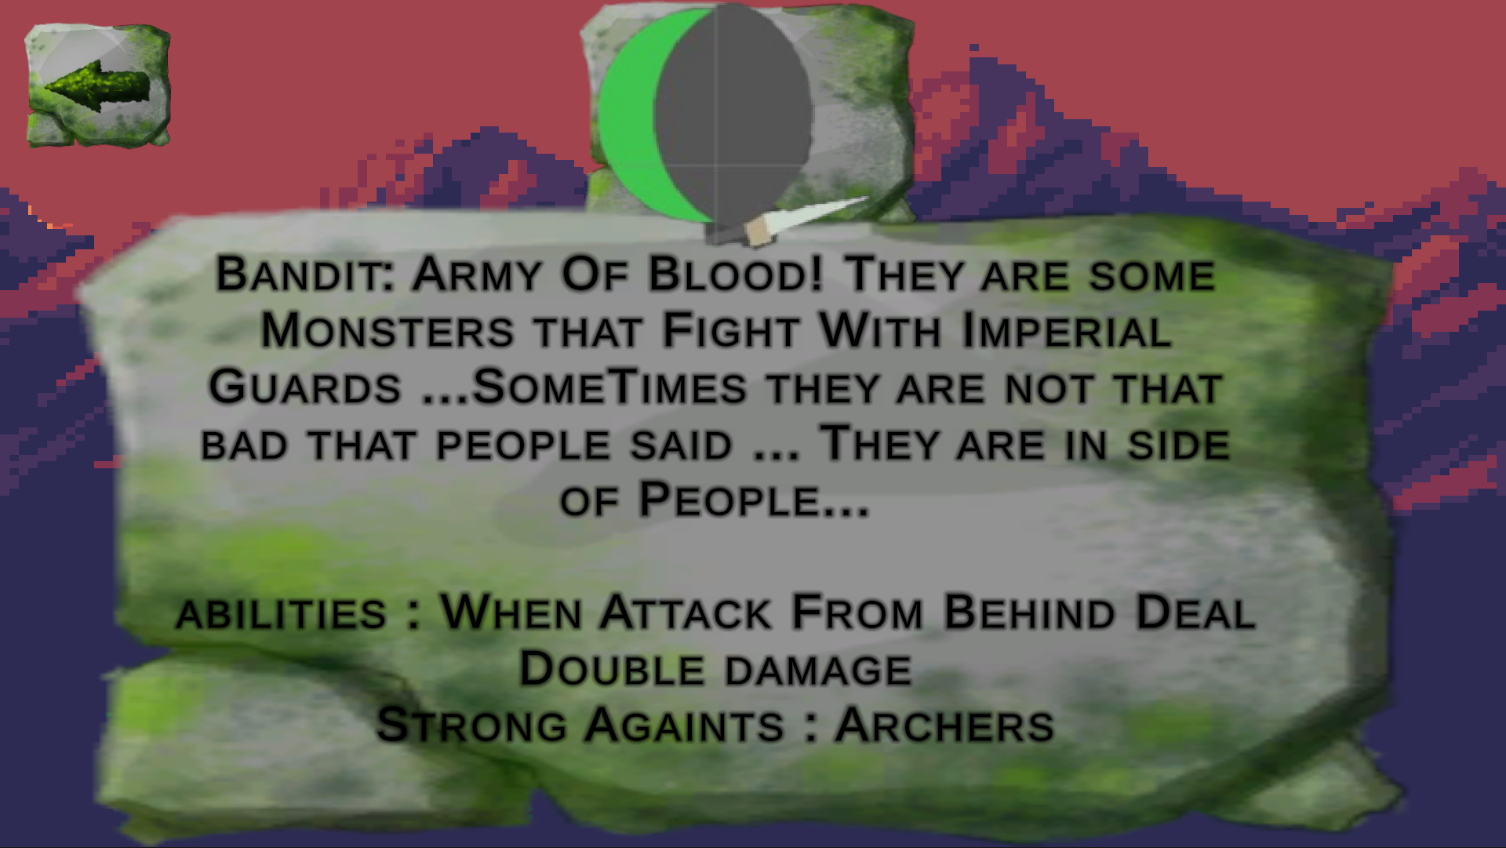 Bandit: Army Of Blood! They are some
Monsters that Fight With Imperial
Guards ...SomeTimes they are not that
bad that people said ... They are in side
of People...
abilities : When Attack From Behind Deal
Double damage
Strong Againts : Archers